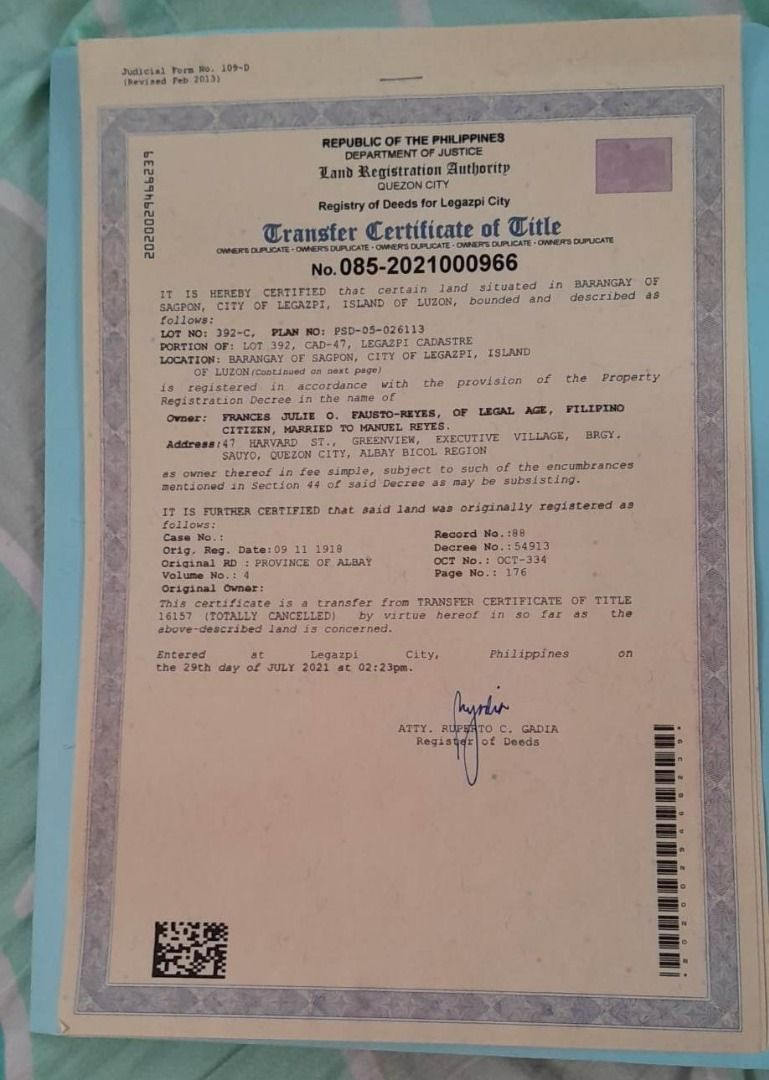 Judicial Form No. 109-D
(Revised Feb 2013)
2020029466239
REPUBLIC OF THE PHILIPPINES
DEPARTMENT OF JUSTICE
Land Registration Authority
QUEZON CITY
Registry of Deeds for Legazpi City
Transfer Certificate of Title
OWNER'S DUPLICATE - OWNER'S DUPLICATE - OWNER'S DUPLICATE - OWNER'S DUPLICATE - OWNER'S DUPLICATE
No. 085-2021000966
IT IS HEREBY CERTIFIED that certain land situated in BARANGAY OF
SAGPON, CITY OF LEGAZPI, ISLAND OF LUZON, bounded and described as
follows:
LOT NO: 392-C, PLAN NO: PSD-05-026113
PORTION OF: LOT 392, CAD-47, LEGAZPI CADASTRE
LOCATION: BARANGAY OF SAGPON, CITY OF LEGAZPI, ISLAND
OF LUZON(Continued on next page)
is registered in accordance with the provision of the Property
Registration Decree in the name of
Owner: FRANCES JULIE O. FAUSTO-REYES, OF LEGAL AGE, FILIPINO
CITIZEN, MARRIED TO MANUEL REYES.
Address:47 HARVARD ST., GREENVIEW, EXECUTIVE VILLAGE, BRGY.
SAUYO, QUEZON CITY, ALBAY BICOL REGION
as owner thereof in fee simple, subject to such of the encumbrances
mentioned in Section 44 of said Decree as may be subsisting.
IT IS FURTHER CERTIFIED that said land was originally registered as
follows:
Case No.: Record No.:88
Orig. Reg. Date:09 11 1918 Decree No.:54913
Original RD : PROVINCE OF ALBAY OCT No.: OCT-334
Volume No.: 4 Page No.: 176
Original Owner:
This certificate is a transfer from TRANSFER CERTIFICATE OF TITLE
16157 (TOTALLY CANCELLED) by virtue hereof in so far as the
above-described land is concerned.
Entered at Legazpi City, Philippines on
the 29th day of JULY 2021 at 02:23pm.
ATTY. RUPERTO C. GADIA
Register of Deeds